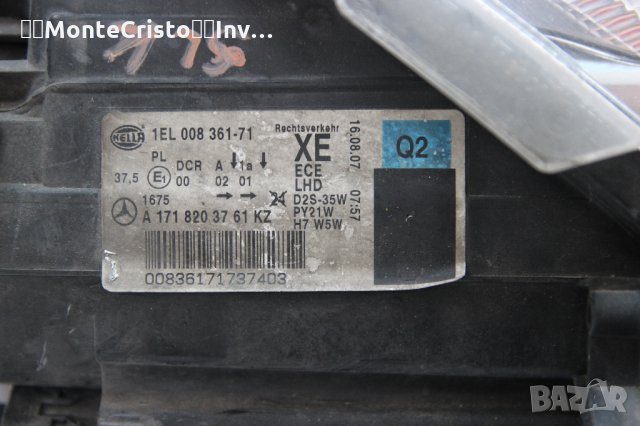 MonteCristo Inv...
HELLA
1EL 008 361-71
Rechtsverkehr
XE
16.08.07 07:57
Q2
PL
DCR A 1a
37,5 E1 00 02 01
ECE
LHD
1675 → → 24
D2S-35W
PY21W
H7 W5W
A 171 820 37 61 KZ
00836171737403
BAZAR